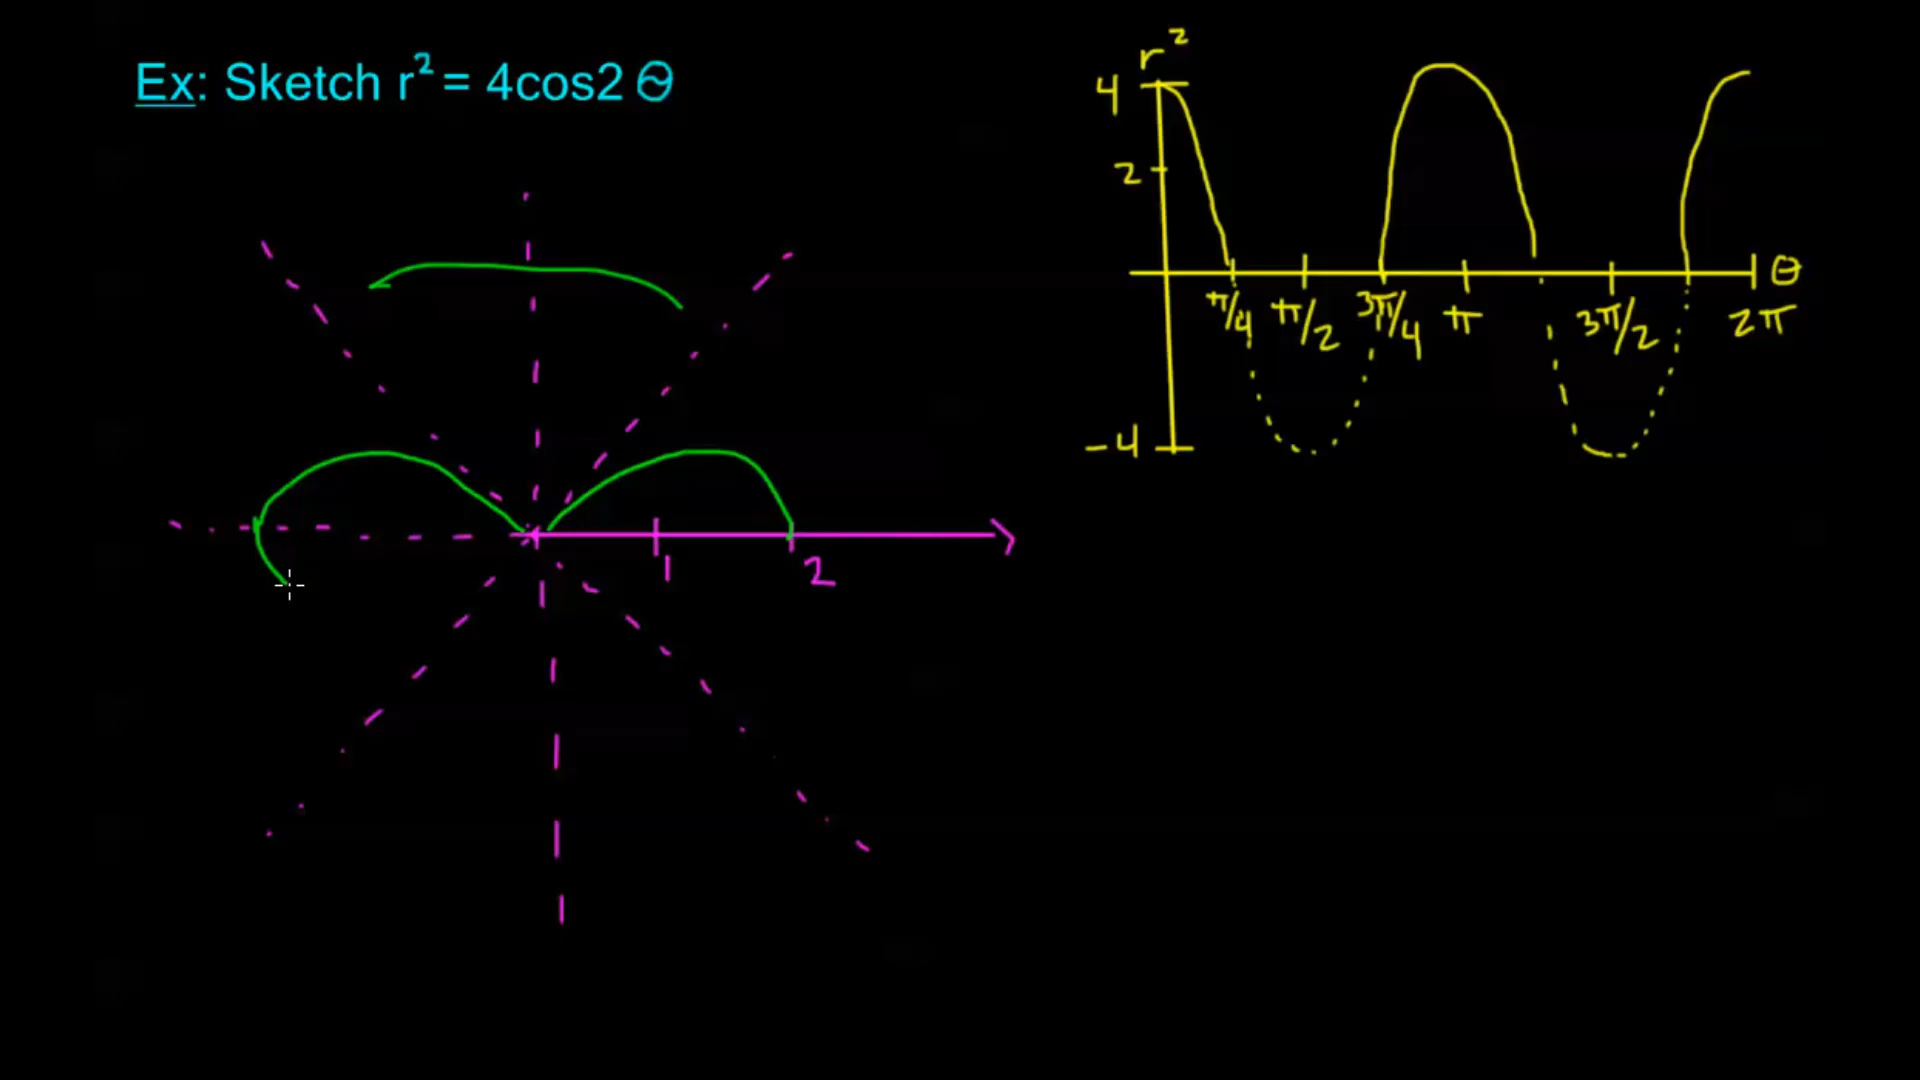 Ex: Sketch r² = 4cos2θ
r²
4
2
-4
π/4 π/2 3π/4 π 3π/2 2π θ
1 2